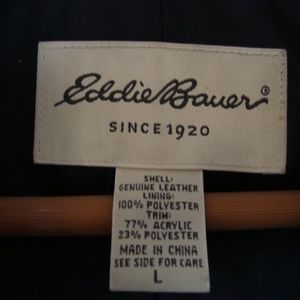 Eddie Bauer®
SINCE 1920
SHELL:
GENUINE LEATHER
LINING:
100% POLYESTER
TRIM:
77% ACRYLIC
23% POLYESTER
MADE IN CHINA
SEE SIDE FOR CARE
L